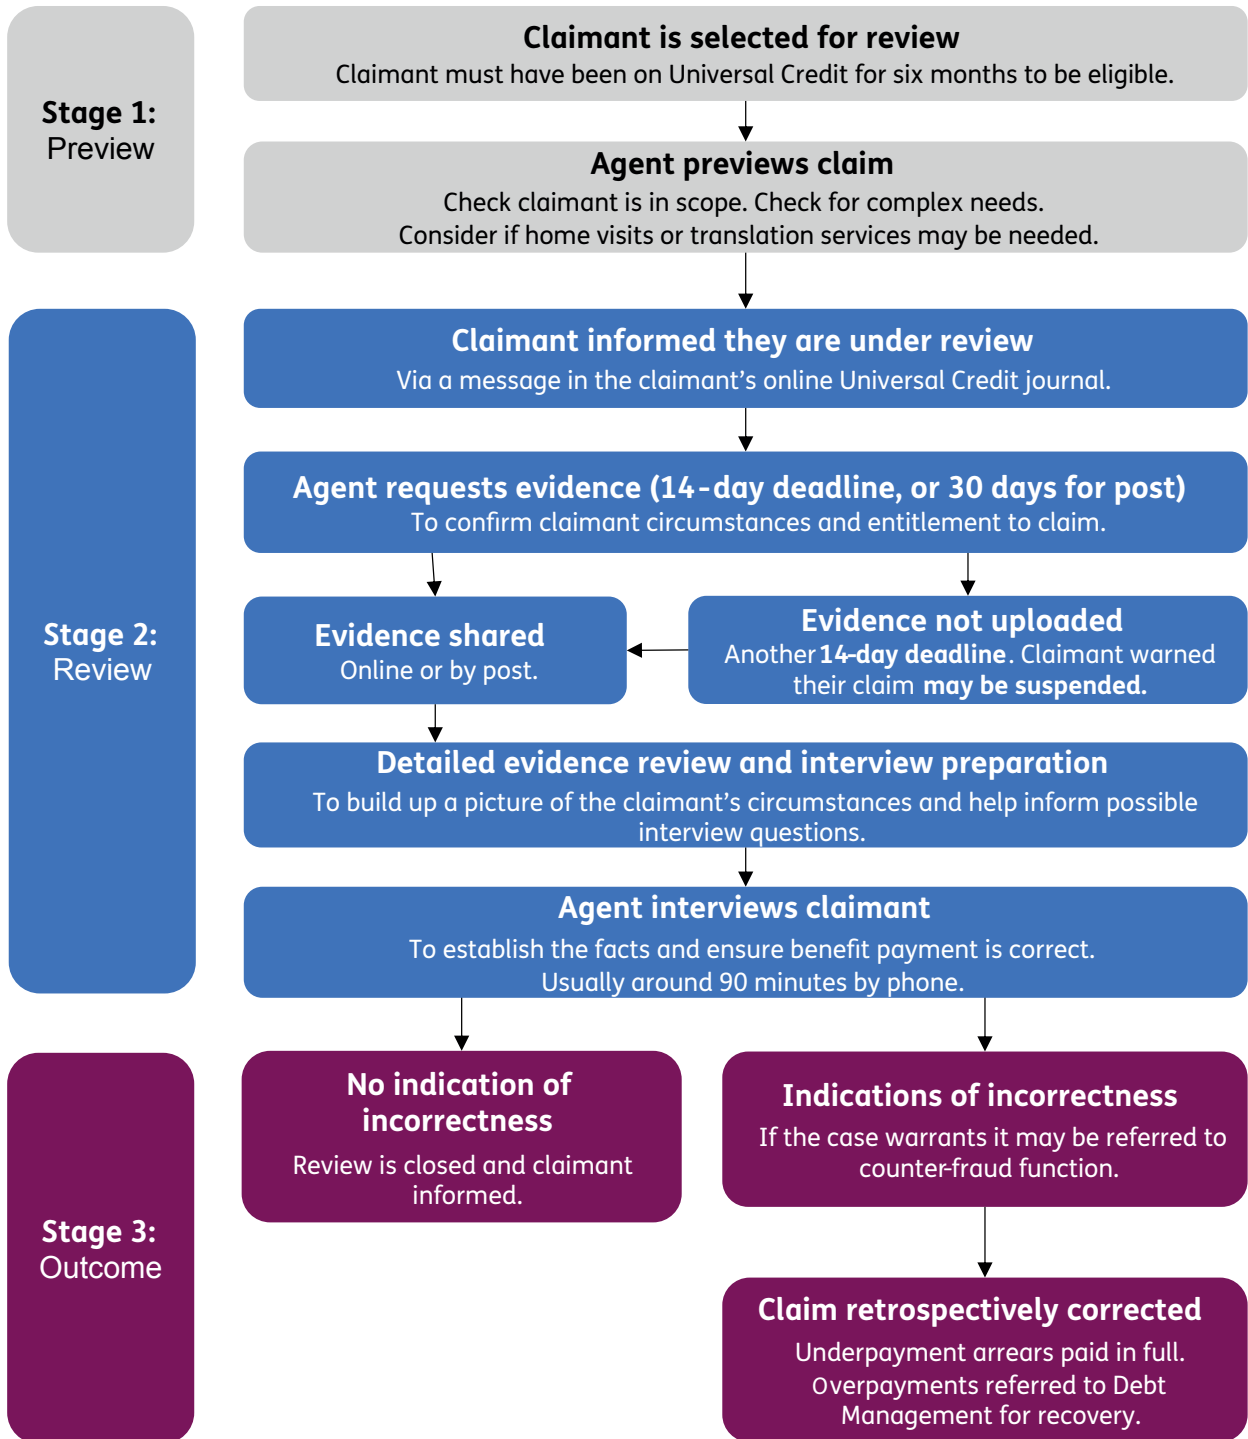 Stage 1:
Preview
Claimant is selected for review
Claimant must have been on Universal Credit for six months to be eligible.
Agent previews claim
Check claimant is in scope. Check for complex needs.
Consider if home visits or translation services may be needed.
Stage 2:
Review
Claimant informed they are under review
Via a message in the claimant’s online Universal Credit journal.
Agent requests evidence (14-day deadline, or 30 days for post)
To confirm claimant circumstances and entitlement to claim.
Evidence shared
Online or by post.
Evidence not uploaded
Another 14-day deadline. Claimant warned
their claim may be suspended.
Detailed evidence review and interview preparation
To build up a picture of the claimant’s circumstances and help inform possible
interview questions.
Agent interviews claimant
To establish the facts and ensure benefit payment is correct.
Usually around 90 minutes by phone.
Stage 3:
Outcome
No indication of
incorrectness
Review is closed and claimant
informed.
Indications of incorrectness
If the case warrants it may be referred to
counter-fraud function.
Claim retrospectively corrected
Underpayment arrears paid in full.
Overpayments referred to Debt
Management for recovery.